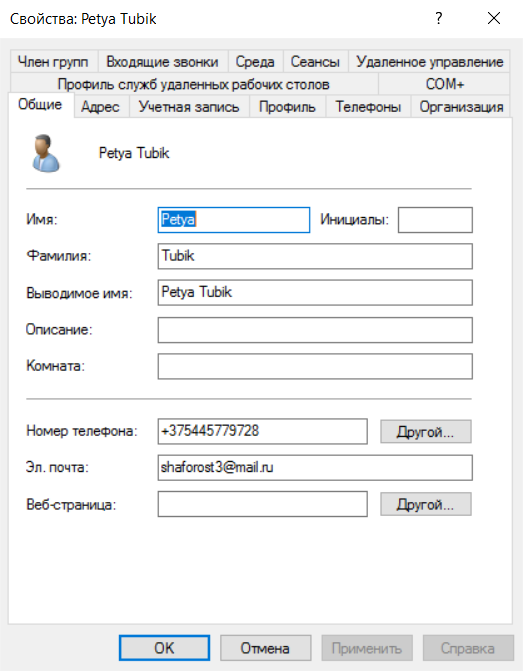 Свойства: Petya Tubik ?
Член групп Входящие звонки Среда Сеансы Удаленное управление
Профиль служб удаленных рабочих столов COM+
Общие Адрес Учетная запись Профиль Телефоны Организация
Petya Tubik
Имя: Petya Инициалы:
Фамилия: Tubik
Выводимое имя: Petya Tubik
Описание:
Комната:
Номер телефона: +375445779728 Другой...
Эл. почта: shaforost3@mail.ru
Веб-страница: Другой...
OK Отмена Применить Справка